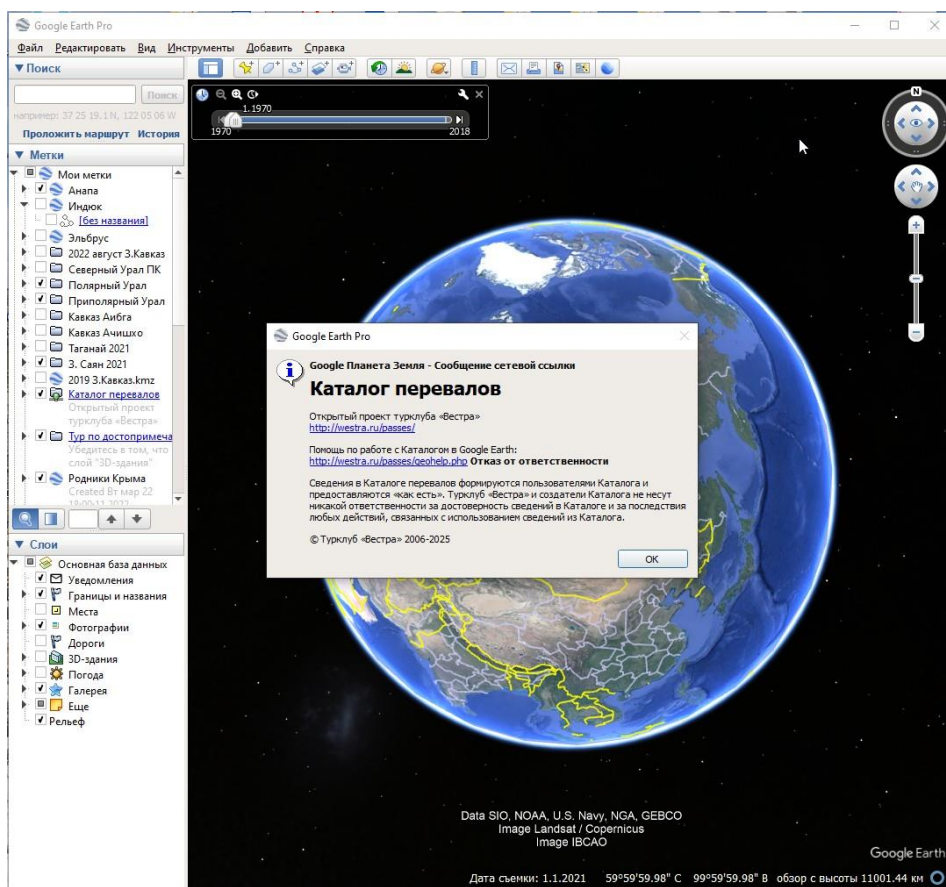 Google Earth Pro
Файл Редактировать Вид Инструменты Добавить Справка
Поиск
Поиск
например: 37 25 19.1 N, 122 05 06 W
Проложить маршрут История
Метки
Мои метки
Анапа
Индюк
[без названия]
Эльбрус
2022 август З.Кавказ
Северный Урал ПК
Полярный Урал
Приполярный Урал
Кавказ Аибга
Кавказ Ачишхо
Таганай 2021
З. Саян 2021
2019 З.Кавказ.kmz
Каталог перевалов
Открытый проект
турклуба «Вестра»
Тур по достопримеча
Убедитесь в том, что
слой "3D-здания"
Родники Крыма
Created Вт мар 22
18:00:11 2022
Слои
Основная база данных
Уведомления
Границы и названия
Места
Фотографии
Дороги
3D-здания
Погода
Галерея
Еще
Рельеф
1.1970
1970 2018
N
Google Earth Pro
Google Планета Земля - Сообщение сетевой ссылки
Каталог перевалов
Открытый проект турклуба «Вестра»
http://westra.ru/passes/
Помощь по работе с Каталогом в Google Earth:
http://westra.ru/passes/geohelp.php Отказ от ответственности
Сведения в Каталоге перевалов формируются пользователями Каталога и
предоставляются «как есть». Турклуб «Вестра» и создатели Каталога не несут
никакой ответственности за достоверность сведений в Каталоге и за последствия
любых действий, связанных с использованием сведений из Каталога.
© Турклуб «Вестра» 2006-2025
OK
Data SIO, NOAA, U.S. Navy, NGA, GEBCO
Image Landsat / Copernicus
Image IBCAO
Google Earth
Дата съемки: 1.1.2021 59°59'59.98" С 99°59'59.98" В обзор с высоты 11001.44 км